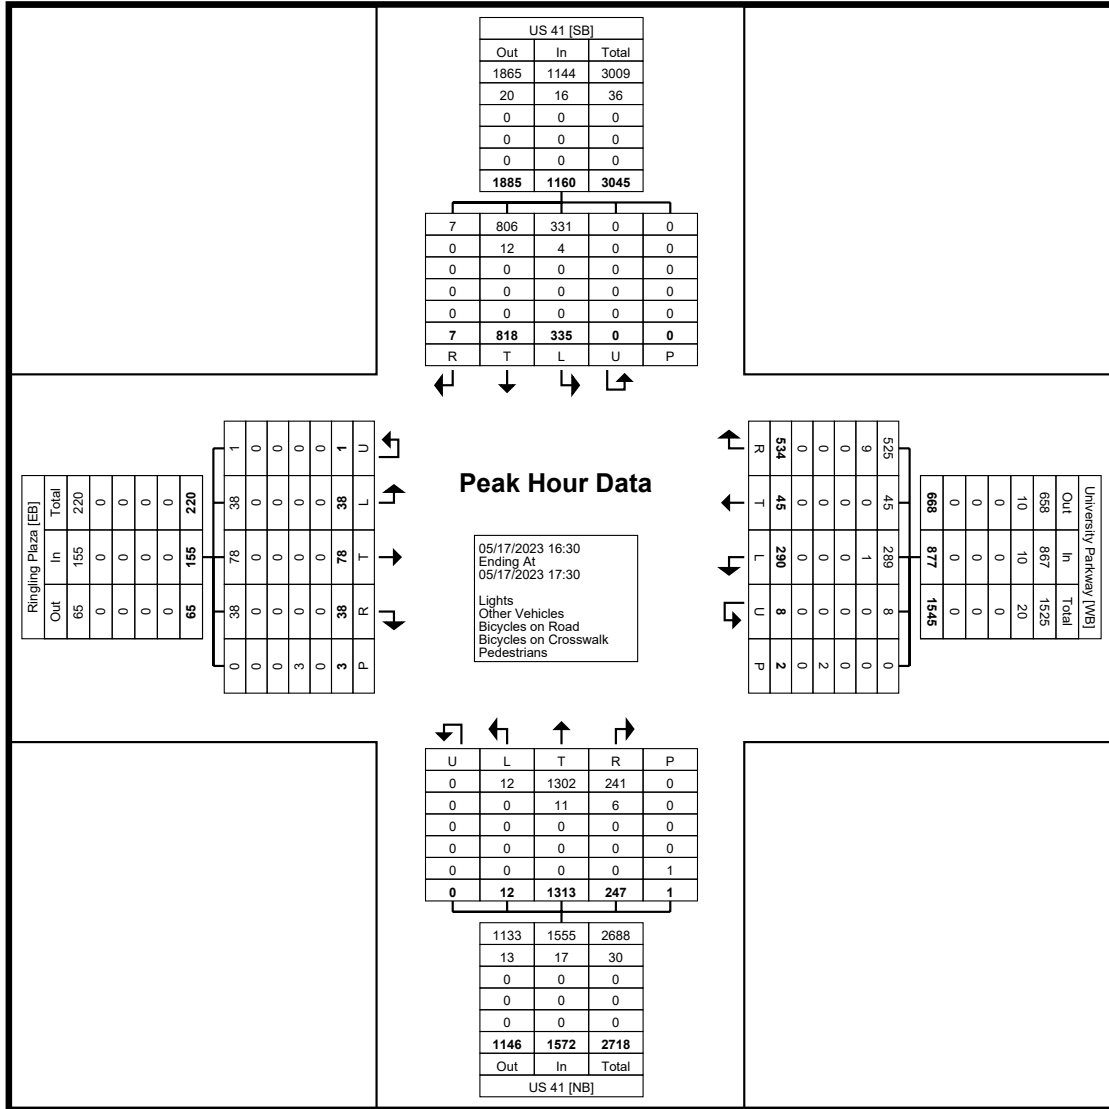 US 41 [SB]
Out In Total
1865 1144 3009
20 16 36
0 0 0
0 0 0
0 0 0
1885 1160 3045
7 806 331 0 0
0 12 4 0 0
0 0 0 0 0
0 0 0 0 0
0 0 0 0 0
7 818 335 0 0
R T L U P
Ringling Plaza [EB]
Total In Out
220 155 65
0 0 0
0 0 0
0 0 0
0 0 0
220 155 65
1 38 78 38 0
0 0 0 0 0
0 0 0 0 0
0 0 0 0 3
0 0 0 0 0
1 38 78 38 3
U L T R P
Peak Hour Data
05/17/2023 16:30
Ending At
05/17/2023 17:30
Lights
Other Vehicles
Bicycles on Road
Bicycles on Crosswalk
Pedestrians
University Parkway [WB]
Out In Total
658 867 1525
10 10 20
0 0 0
0 0 0
0 0 0
668 877 1545
525 45 289 8 0
9 0 1 0 0
0 0 0 0 0
0 0 0 0 2
0 0 0 0 0
534 45 290 8 2
R T L U P
U L T R P
0 12 1302 241 0
0 0 11 6 0
0 0 0 0 0
0 0 0 0 0
0 0 0 0 1
0 12 1313 247 1
1133 1555 2688
13 17 30
0 0 0
0 0 0
0 0 0
1146 1572 2718
Out In Total
US 41 [NB]